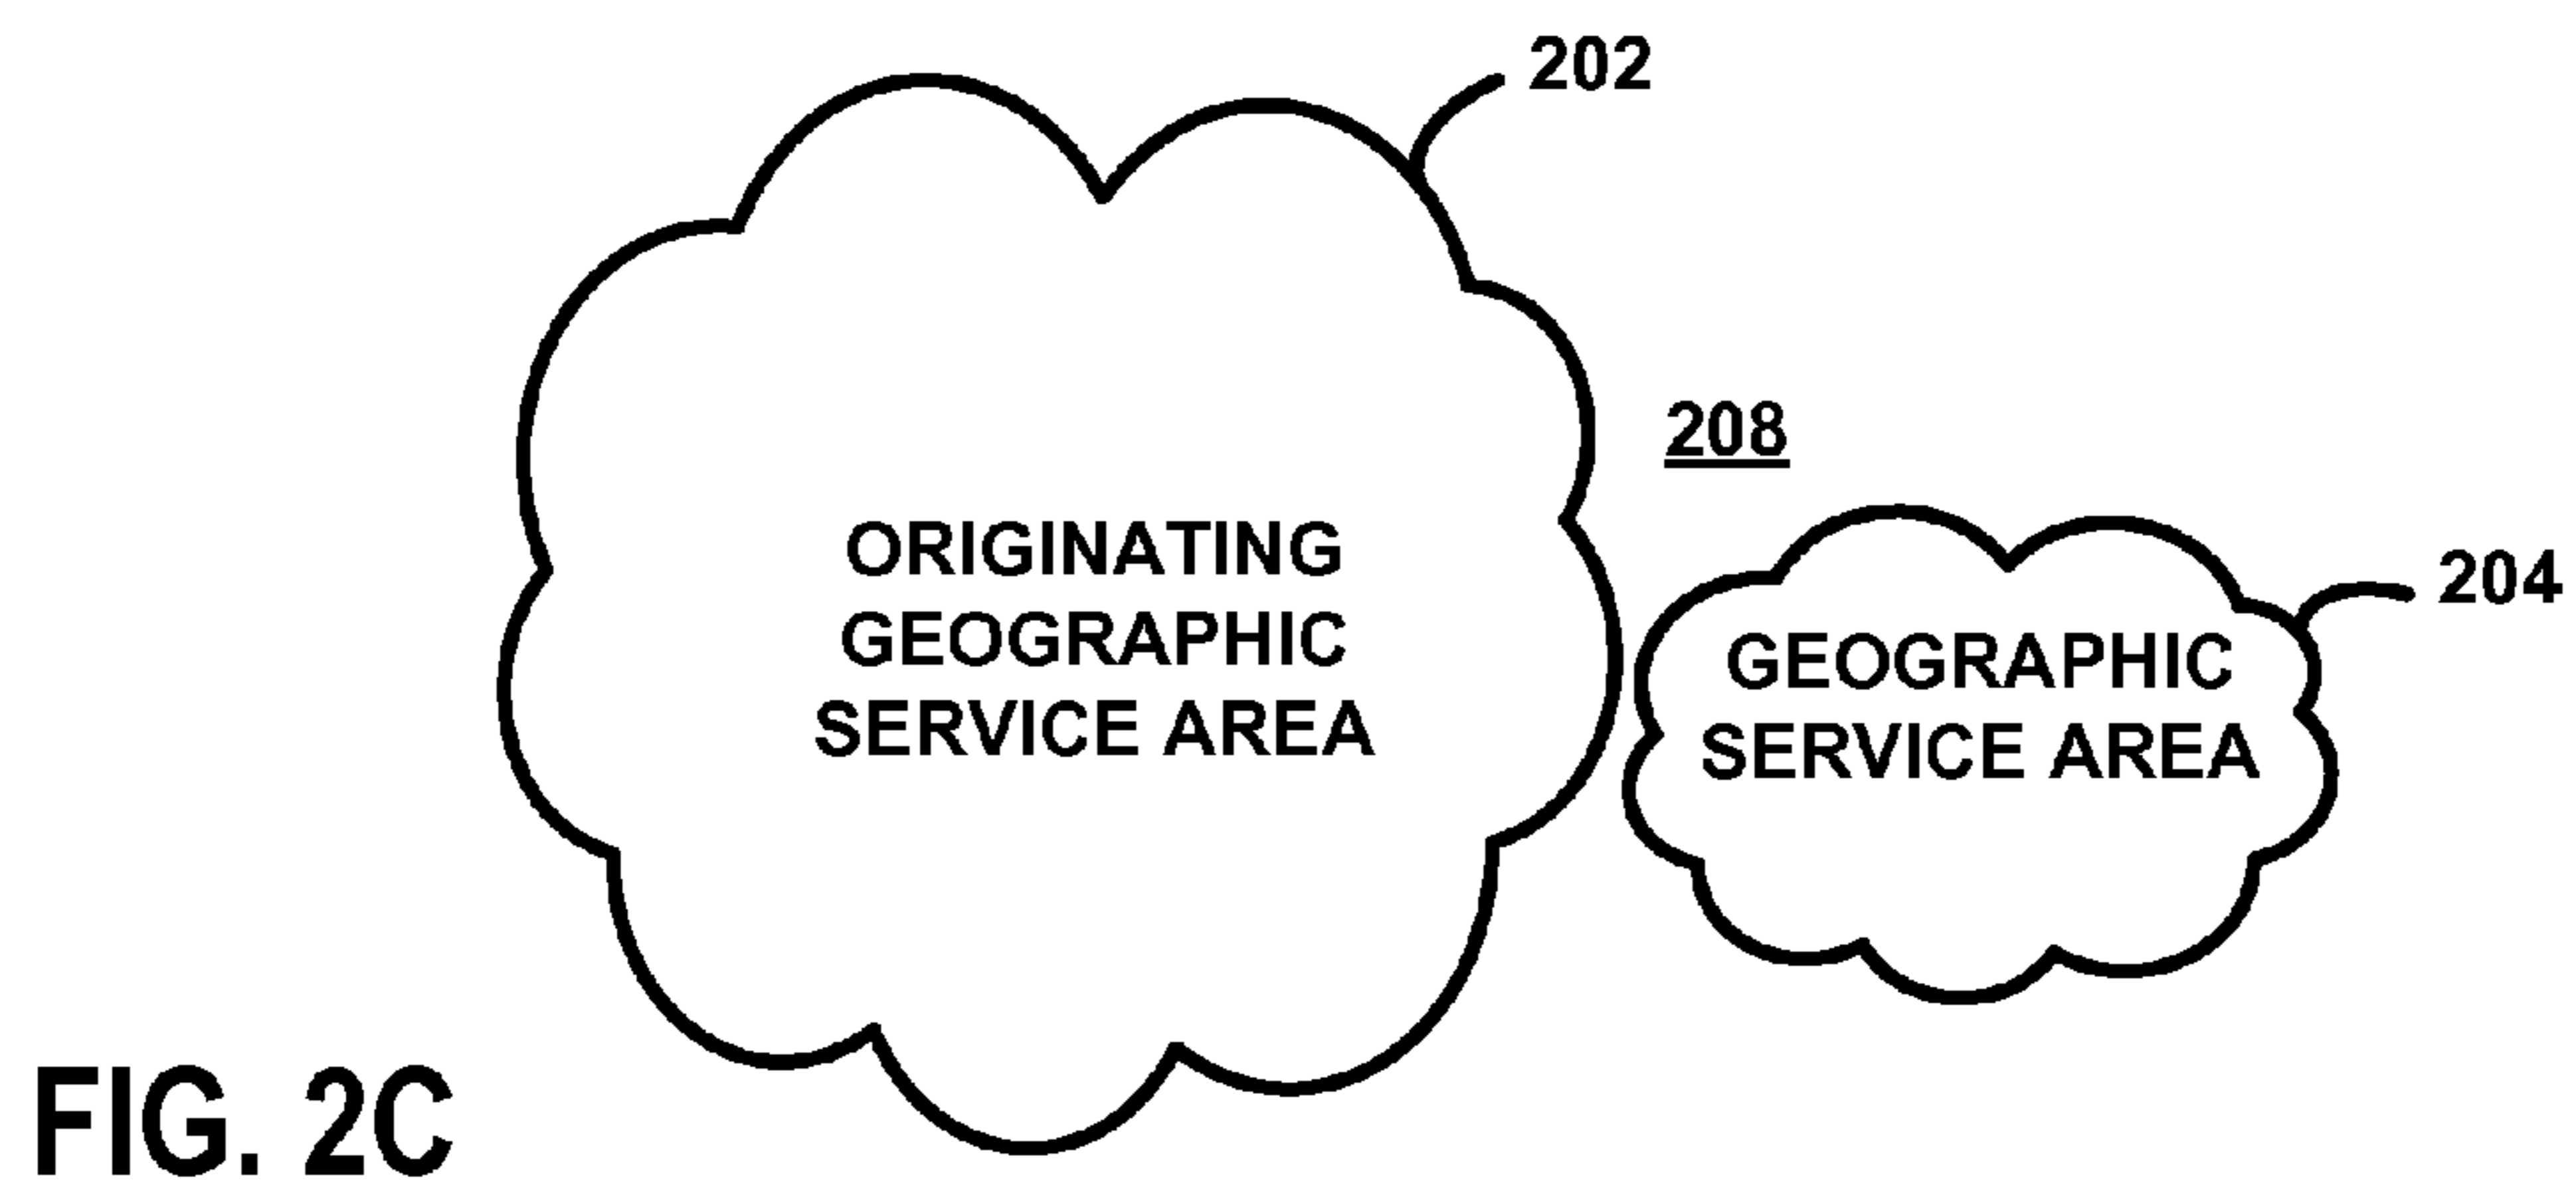 202
208
ORIGINATING
GEOGRAPHIC
SERVICE AREA
204
GEOGRAPHIC
SERVICE AREA
FIG. 2C